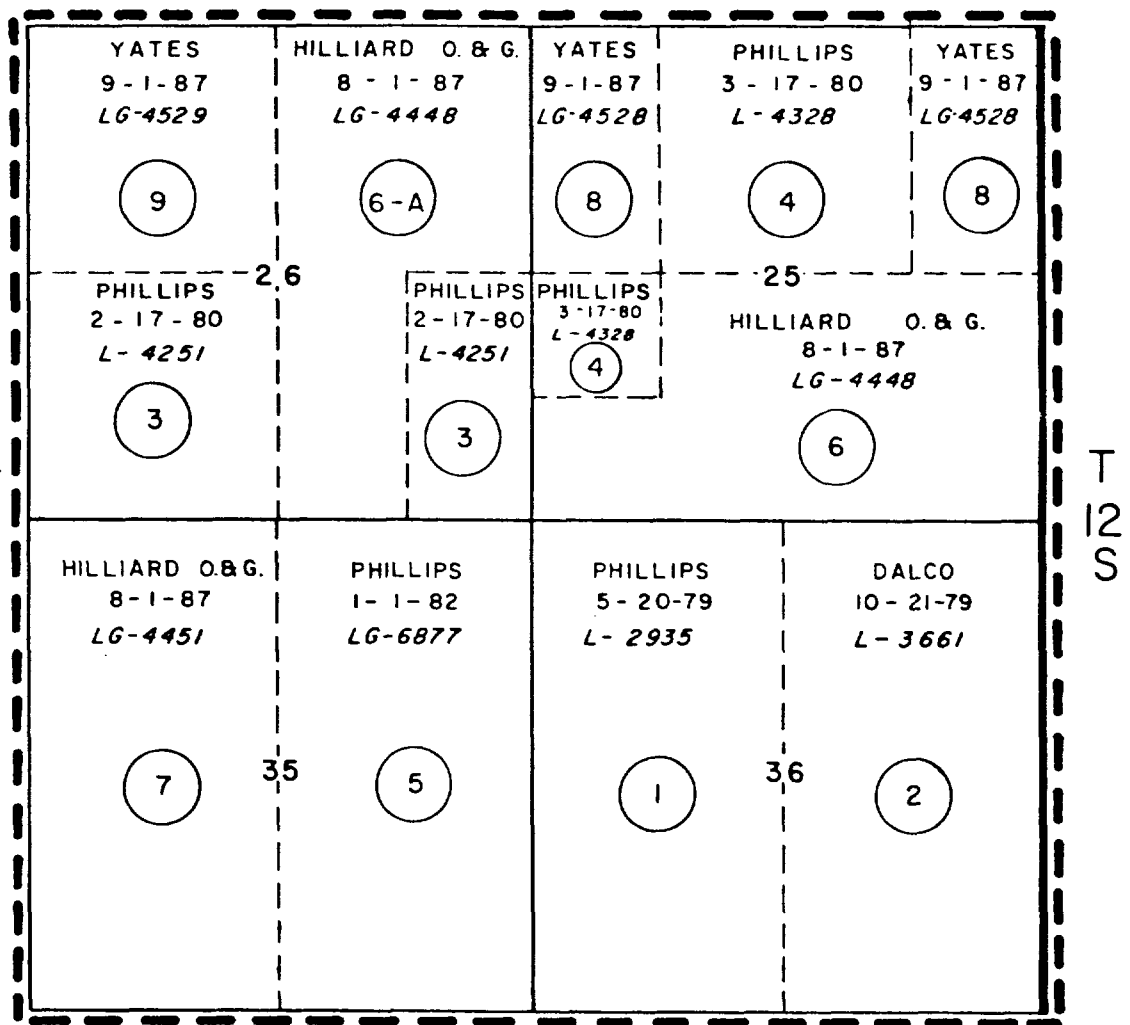 YATES
9-1-87
LG-4529
9
HILLIARD O. & G.
8-1-87
LG-4448
6-A
YATES
9-1-87
LG-4528
8
PHILLIPS
3-17-80
L-4328
4
YATES
9-1-87
LG-4528
8
26
25
PHILLIPS
2-17-80
L-4251
3
PHILLIPS
2-17-80
L-4251
3
PHILLIPS
3-17-80
L-4328
4
HILLIARD O. & G.
8-1-87
LG-4448
6
T
12
S
HILLIARD O. & G.
8-1-87
LG-4451
7
35
PHILLIPS
1-1-82
LG-6877
5
PHILLIPS
5-20-79
L-2935
1
36
DALCO
10-21-79
L-3661
2